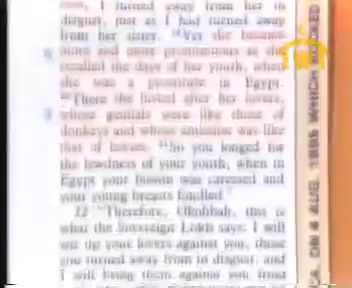 I turned away from her in
disgust, just as I had turned away
from her sister. Yet she became
more and more promiscuous as she
recalled the days of her youth, when
she was a prostitute in Egypt.
There she lusted after her lovers,
whose genitals were like those of
donkeys and whose emission was like
that of horses. So you longed for
the lewdness of your youth, when in
Egypt your bosom was caressed and
your young breasts fondled
22 "Therefore, Oholibah, this is
what the Sovereign LORD says: I will
stir up your lovers against you, those
you turned away from in disgust, and
I will bring them against you from
LA, ON 4 AUG, 1995 WHICH